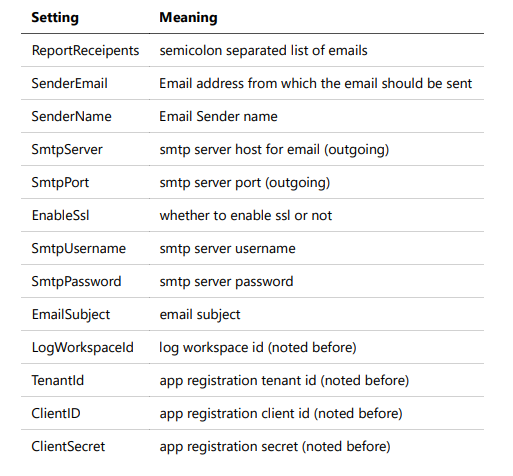 Setting Meaning
ReportReceipents semicolon separated list of emails
SenderEmail Email address from which the email should be sent
SenderName Email Sender name
SmtpServer smtp server host for email (outgoing)
SmtpPort smtp server port (outgoing)
EnableSsl whether to enable ssl or not
SmtpUsername smtp server username
SmtpPassword smtp server password
EmailSubject email subject
LogWorkspaceId log workspace id (noted before)
TenantId app registration tenant id (noted before)
ClientID app registration client id (noted before)
ClientSecret app registration secret (noted before)